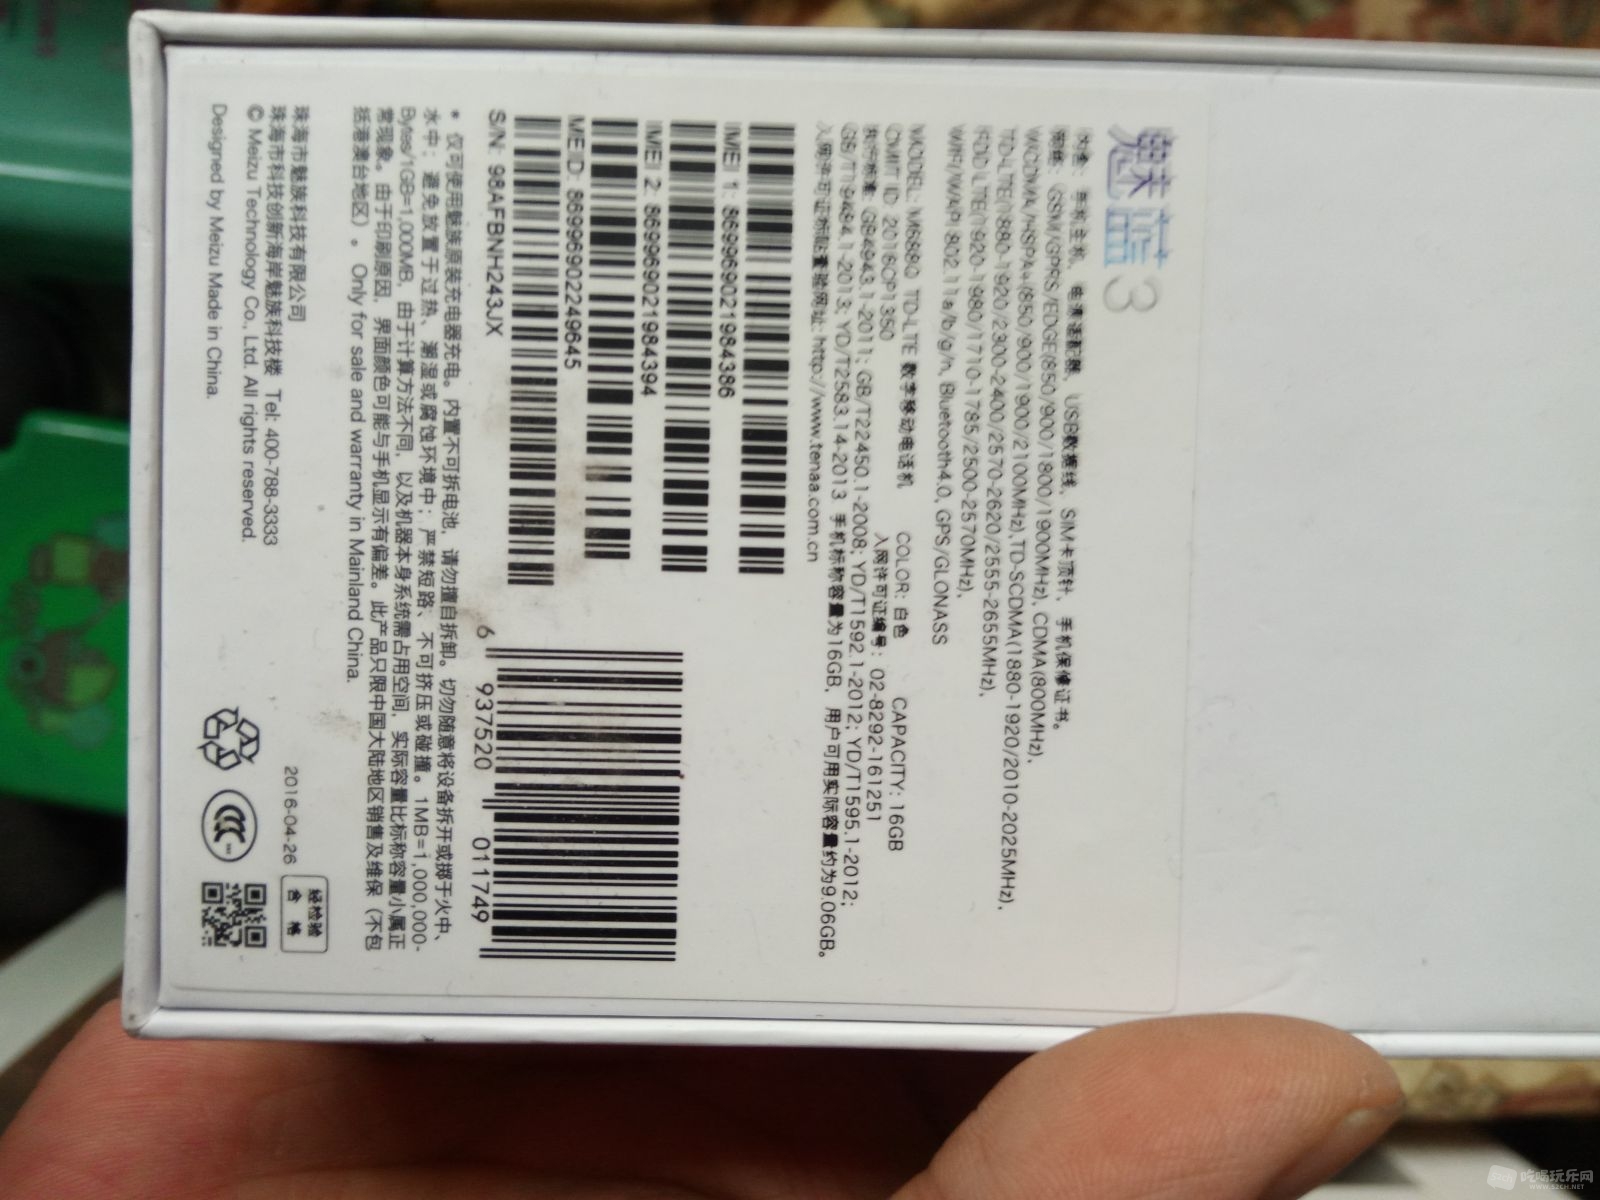 魅蓝 3
内含：手机主机、电源适配器、USB数据线、SIM卡顶针、手机保修证书。
网络：GSM/GPRS/EDGE(850/900/1800/1900MHz)、CDMA(800MHz)、
WCDMA/HSPA+(850/900/1900/2100MHz),TD-SCDMA(1880-1920/2010-2025MHz)、
TD-LTE(1880-1920/2300-2400/2570-2620/2555-2655MHz)、
FDD-LTE(1920-1980/1710-1785/2500-2570MHz)、
WIFI/WAPI 802.11a/b/g/n, Bluetooth4.0, GPS/GLONASS
MODEL: M688Q TD-LTE 数字移动电话机 COLOR: 白色 CAPACITY: 16GB
CMIIT ID: 2016CP1350 入网许可证编号：02-8292-161251
执行标准: GB4943.1-2011; GB/T22450.1-2008; YD/T1592.1-2012; YD/T1595.1-2012;
GB/T19484.1-2013; YD/T2583.14-2013 手机标称容量为16GB，用户可用实际容量约为9.06GB。
入网许可证标贴查验网址: http://www.tenaa.com.cn
IMEI 1: 869969021984386
IMEI 2: 869969021984394
MEID: 86996902249645
S/N: 98AFBNH243JX
6 937520 011749
* 仅可使用魅族原装充电器充电。内置不可拆电池，请勿擅自拆卸。切勿随意将设备拆开或掷于火中、
水中；避免放置于过热、潮湿或腐蚀环境中；严禁短路、不可挤压或碰撞。1MB=1,000,000-
Bytes/1GB=1,000MB，由于计算方法不同，以及机器本身系统需占用空间，实际容量比标称容量小属正
常现象。由于印刷原因，界面颜色可能与手机显示有偏差。此产品只限中国大陆地区销售及维保（不包
括港澳台地区）。Only for sale and warranty in Mainland China.
珠海市魅族科技有限公司
珠海市科技创新海岸魅族科技楼 Tel: 400-788-3333
© Meizu Technology Co., Ltd. All rights reserved.
Designed by Meizu Made in China.
2016-04-26
经检验
合格
吃喝玩乐网
WWW.SZCH.NET